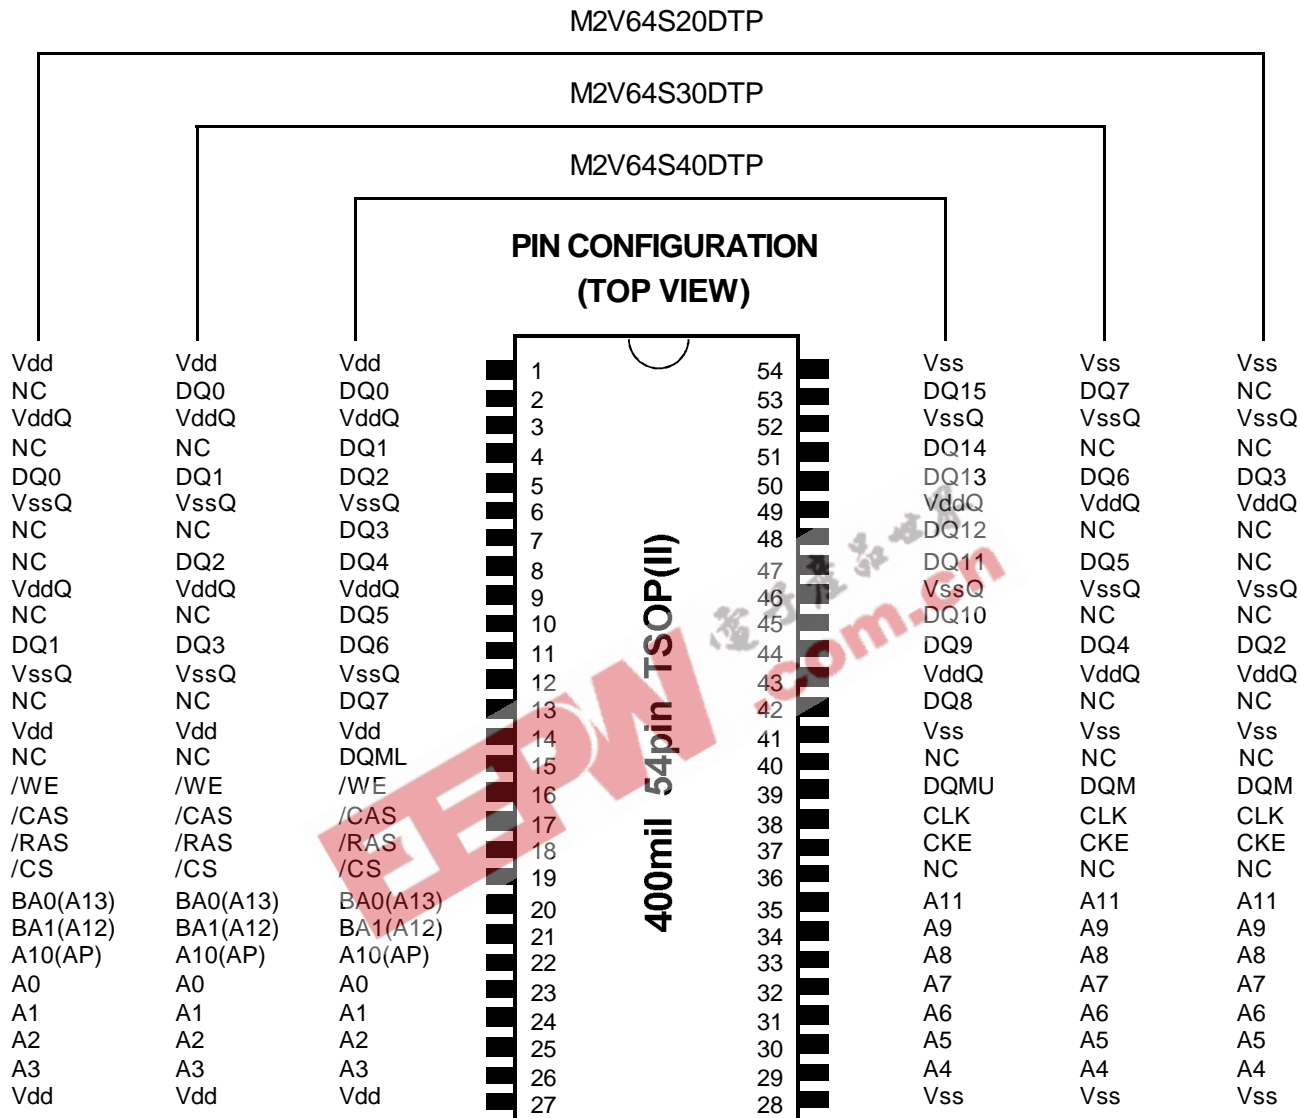 M2V64S20DTP
M2V64S30DTP
M2V64S40DTP
PIN CONFIGURATION
(TOP VIEW)
Vdd Vdd Vdd 1 54 Vss Vss Vss
NC DQ0 DQ0 2 53 DQ15 DQ7 NC
VddQ VddQ VddQ 3 52 VssQ VssQ VssQ
NC NC DQ1 4 51 DQ14 NC NC
DQ0 DQ1 DQ2 5 50 DQ13 DQ6 DQ3
VssQ VssQ VssQ 6 49 VddQ VddQ VddQ
NC NC DQ3 7 48 DQ12 NC NC
NC DQ2 DQ4 8 47 DQ11 DQ5 NC
VddQ VddQ VddQ 9 46 VssQ VssQ VssQ
NC NC DQ5 10 45 DQ10 NC NC
DQ1 DQ3 DQ6 11 44 DQ9 DQ4 DQ2
VssQ VssQ VssQ 12 43 VddQ VddQ VddQ
NC NC DQ7 13 42 DQ8 NC NC
Vdd Vdd Vdd 14 41 Vss Vss Vss
NC NC DQML 15 40 NC NC NC
/WE /WE /WE 16 39 DQMU DQM DQM
/CAS /CAS /CAS 17 38 CLK CLK CLK
/RAS /RAS /RAS 18 37 CKE CKE CKE
/CS /CS /CS 19 36 NC NC NC
BA0(A13) BA0(A13) BA0(A13) 20 35 A11 A11 A11
BA1(A12) BA1(A12) BA1(A12) 21 34 A9 A9 A9
A10(AP) A10(AP) A10(AP) 22 33 A8 A8 A8
A0 A0 A0 23 32 A7 A7 A7
A1 A1 A1 24 31 A6 A6 A6
A2 A2 A2 25 30 A5 A5 A5
A3 A3 A3 26 29 A4 A4 A4
Vdd Vdd Vdd 27 28 Vss Vss Vss
400mil 54pin TSOP(II)
EEPW.com.cn
電子產品世界